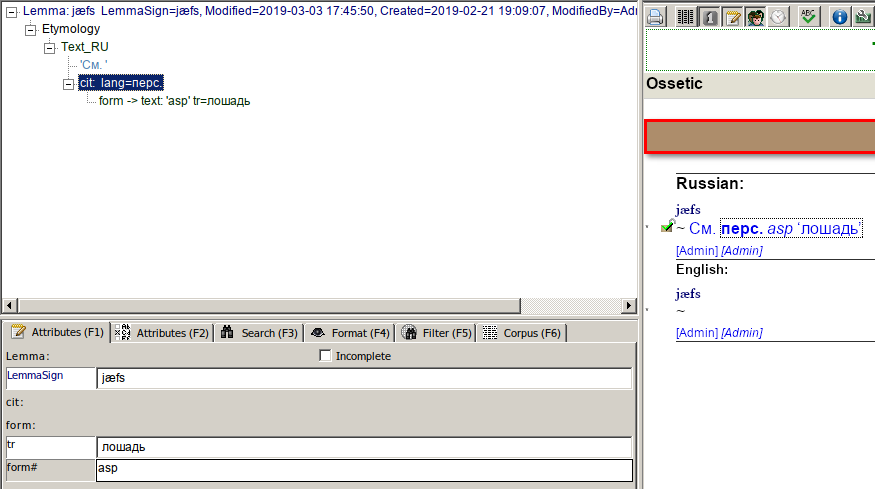 Lemma: jæfs LemmaSign=jæfs, Modified=2019-03-03 17:45:50, Created=2019-02-21 19:09:07, ModifiedBy=Adm
Etymology
Text_RU
'См. '
cit: lang=перс.
form -> text: 'asp' tr=лошадь
Attributes (F1)
Attributes (F2)
Search (F3)
Format (F4)
Filter (F5)
Corpus (F6)
Lemma:
Incomplete
LemmaSign
jæfs
cit:
form:
tr
лошадь
form#
asp
ABC
Ossetic
Russian:
jæfs
~ См. перс. asp ‘лошадь’
[Admin] [Admin]
English:
jæfs
~
[Admin] [Admin]